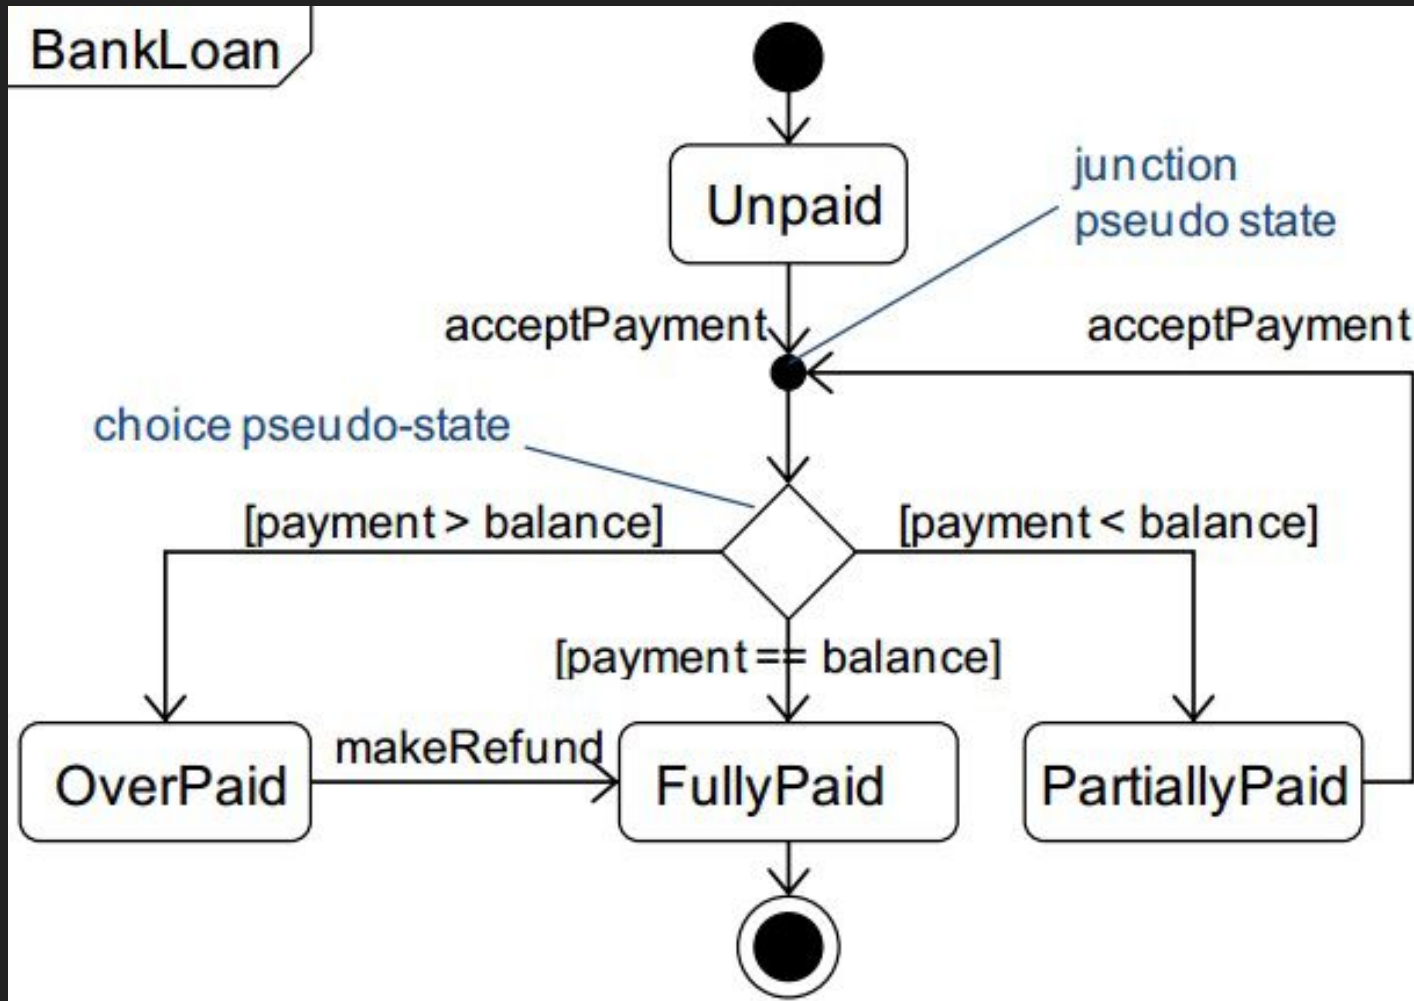 BankLoan
Unpaid
junction
pseudo state
acceptPayment
acceptPayment
choice pseudo-state
[payment > balance]
[payment < balance]
[payment == balance]
OverPaid
makeRefund
FullyPaid
PartiallyPaid